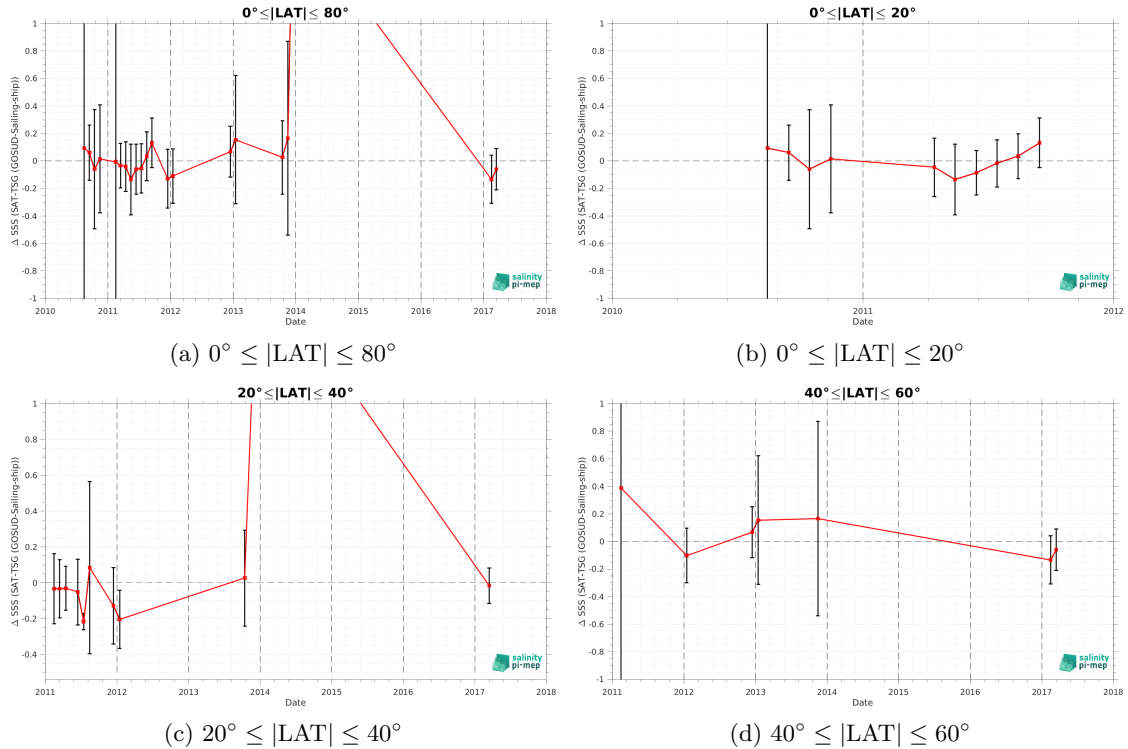 0°≤|LAT|≤ 80°
Δ SSS (SAT-TSG (GOSUD-Sailing-ship))
1
0.8
0.6
0.4
0.2
0
-0.2
-0.4
-0.6
-0.8
-1
2010 2011 2012 2013 2014 2015 2016 2017 2018
Date
salinity
pi-mep
(a) 0° ≤ |LAT| ≤ 80°
0°≤|LAT|≤ 20°
Δ SSS (SAT-TSG (GOSUD-Sailing-ship))
1
0.8
0.6
0.4
0.2
0
-0.2
-0.4
-0.6
-0.8
-1
2010 2011 2012
Date
salinity
pi-mep
(b) 0° ≤ |LAT| ≤ 20°
20°≤|LAT|≤ 40°
Δ SSS (SAT-TSG (GOSUD-Sailing-ship))
1
0.8
0.6
0.4
0.2
0
-0.2
-0.4
2011 2012 2013 2014 2015 2016 2017 2018
Date
salinity
pi-mep
(c) 20° ≤ |LAT| ≤ 40°
40°≤|LAT|≤ 60°
Δ SSS (SAT-TSG (GOSUD-Sailing-ship))
1
0.8
0.6
0.4
0.2
0
-0.2
-0.4
-0.6
-0.8
-1
2011 2012 2013 2014 2015 2016 2017 2018
Date
salinity
pi-mep
(d) 40° ≤ |LAT| ≤ 60°